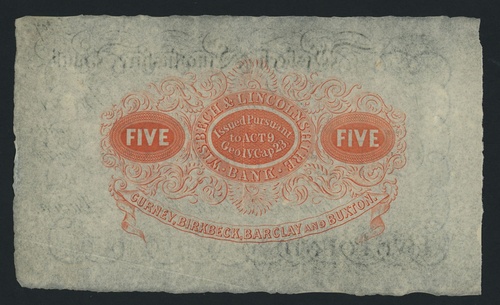 WISBECH & LINCOLNSHIRE
Issued Pursuant
to ACT 9
Geo IV Cap 23
BANK
FIVE
FIVE
GURNEY, BIRKBECK, BARCLAY AND BUXTON.